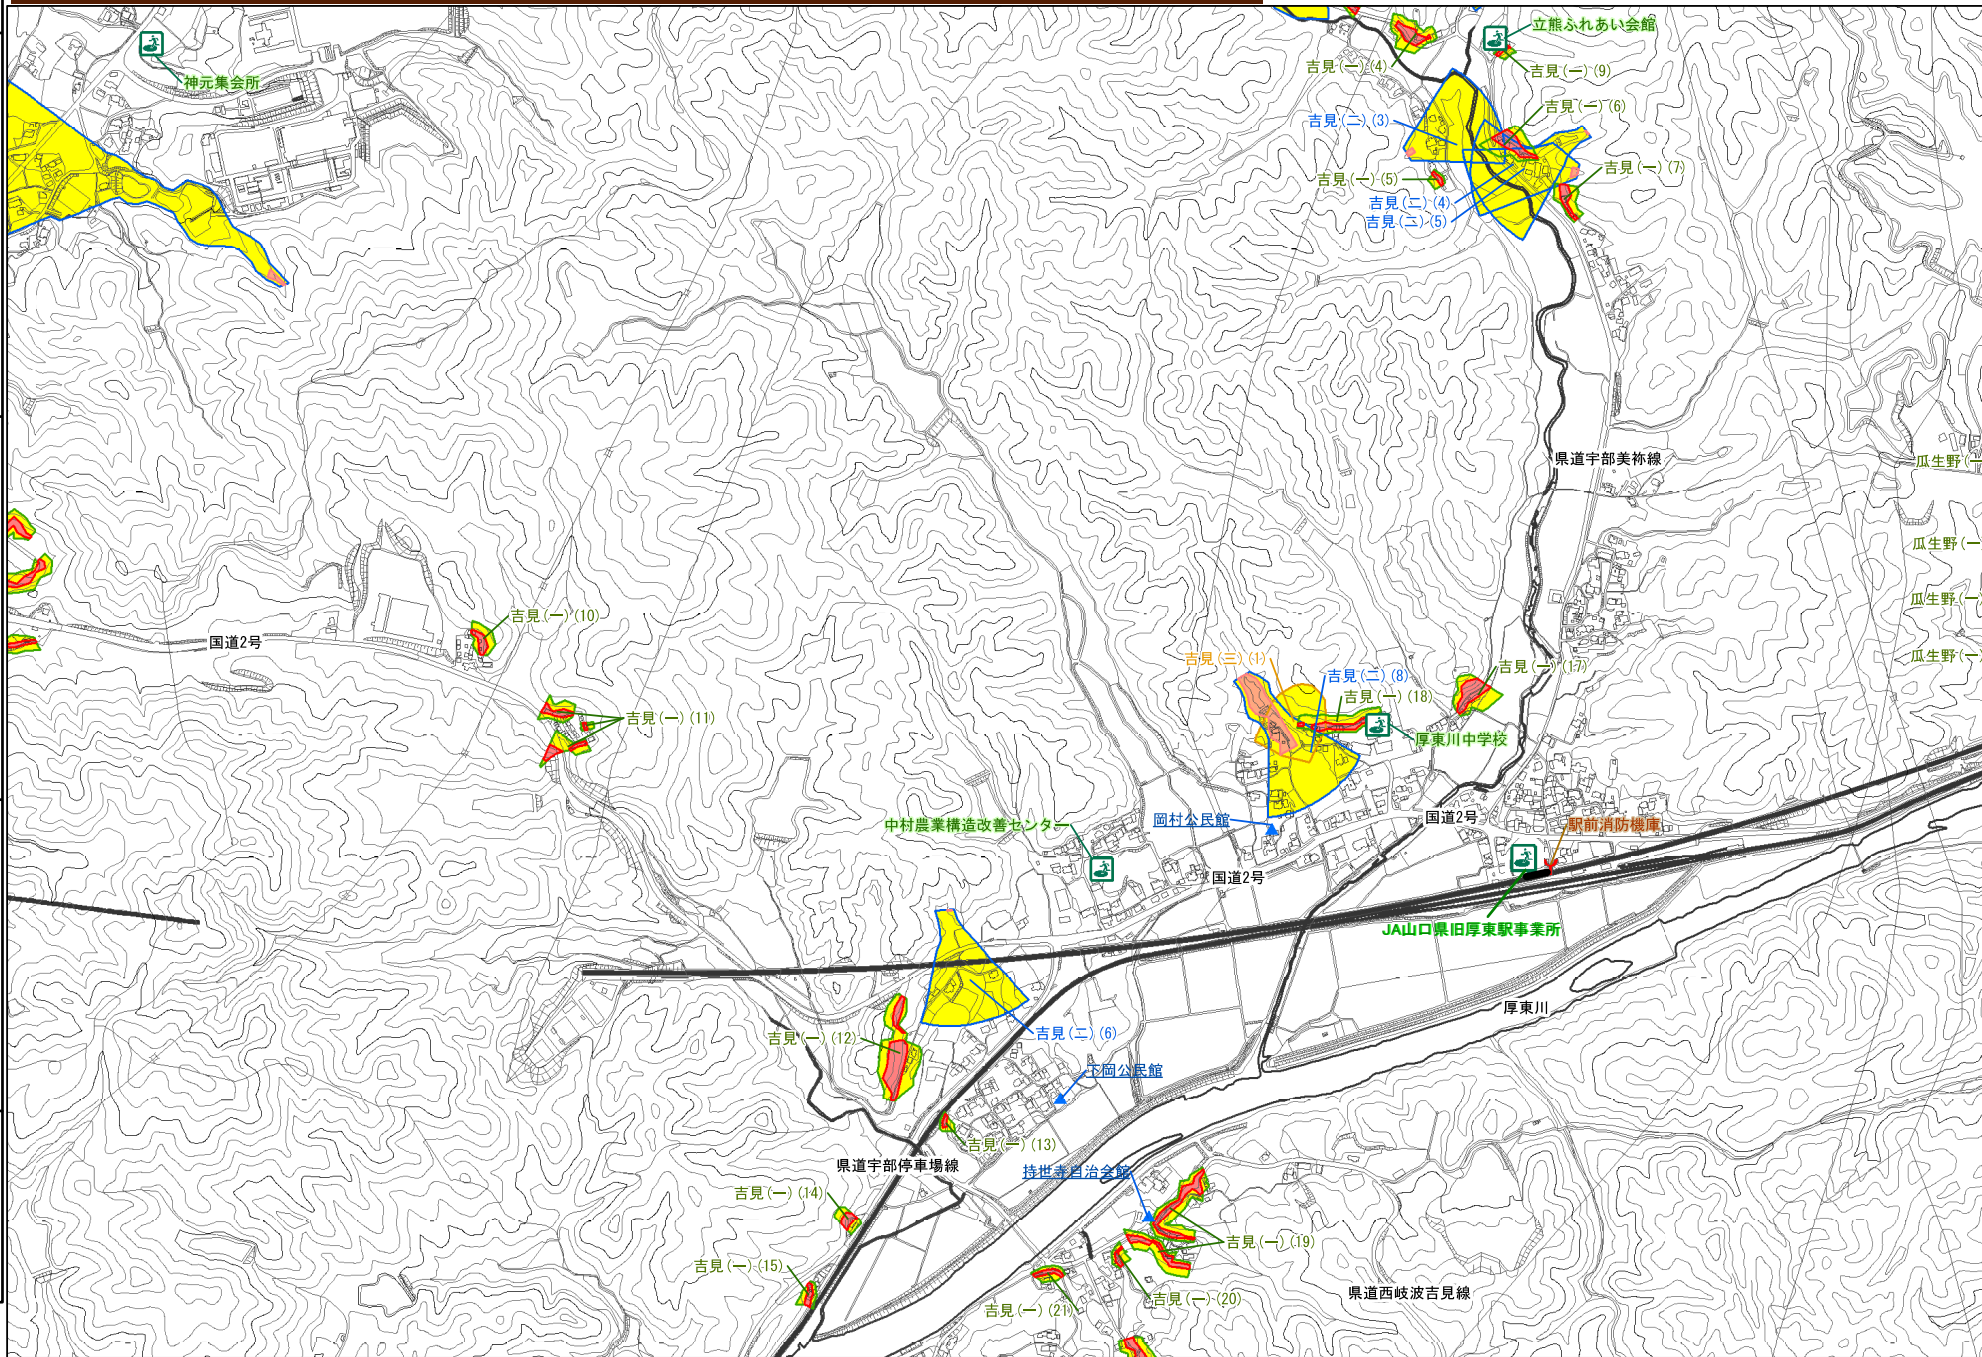 立熊ふれあい会館
神元集会所
吉見(一)(4)
吉見(一)(9)
吉見(一)(6)
吉見(二)(3)
吉見(一)(7)
吉見(一)(5)
吉見(二)(4)
吉見(二)(5)
県道宇部美祢線
瓜生野(一
瓜生野(一
瓜生野(一)
瓜生野(一)
吉見(一)(10)
国道2号
吉見(三)(1)
吉見(二)(8)
吉見(一)(17)
吉見(一)(18)
吉見(一)(11)
厚東川中学校
中村農業構造改善センター
岡村公民館
国道2号
駅前消防機庫
国道2号
JA山口県旧厚東駅事業所
厚東川
吉見(一)(12)
吉見(二)(6)
下岡公民館
吉見(一)(13)
県道宇部停車場線
持世寺自治会館
吉見(一)(14)
吉見(一)(19)
吉見(一)(15)
県道西岐波吉見線
吉見(一)(20)
吉見(一)(21)